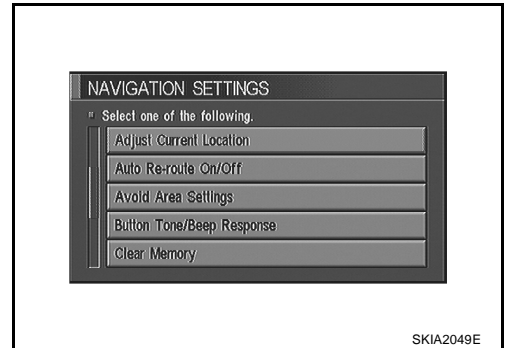 NAVIGATION SETTINGS
Select one of the following.
Adjust Current Location
Auto Re-route On/Off
Avoid Area Settings
Button Tone/Beep Response
Clear Memory
SKIA2049E